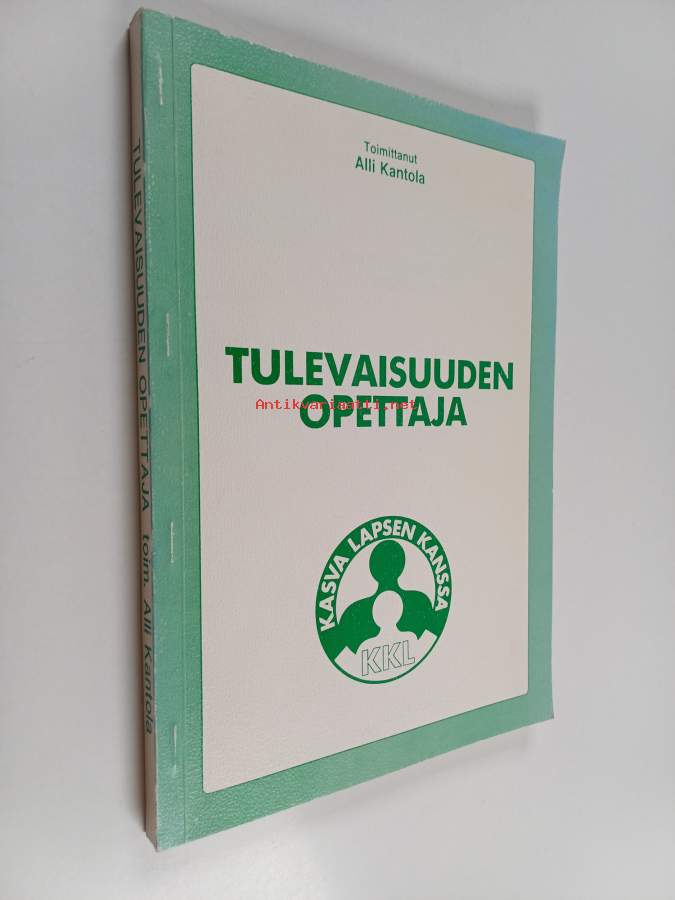 Toimittanut
Alli Kantola
TULEVAISUUDEN
OPETTAJA
Antikvariaatti.net
KASVA LAPSEN KANSSA
KKL
TULEVAISUUDEN OPETTAJA toim. Alli Kantola